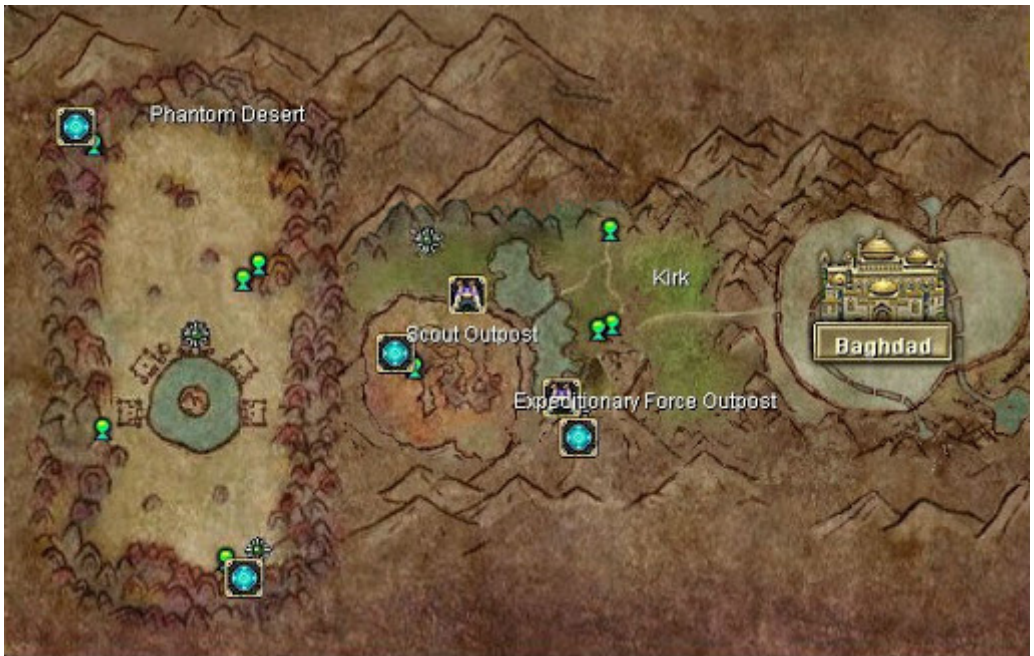 Phantom Desert
Kirk
Scout Outpost
Baghdad
Expeditionary Force Outpost